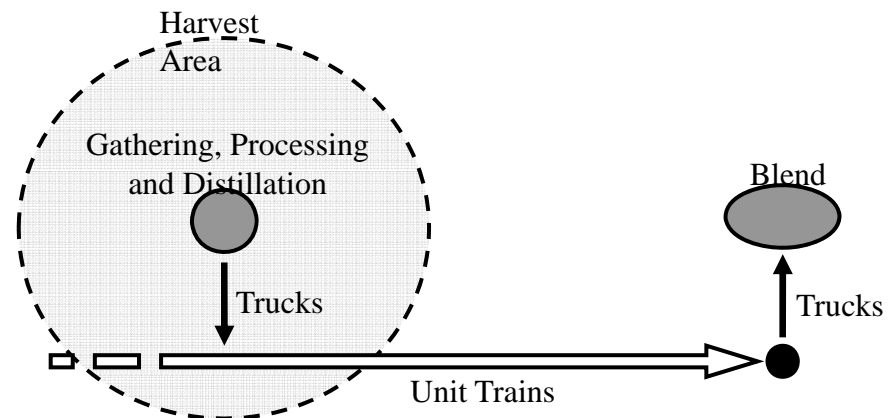 Harvest
Area
Gathering, Processing
and Distillation
Blend
Trucks
Trucks
Unit Trains